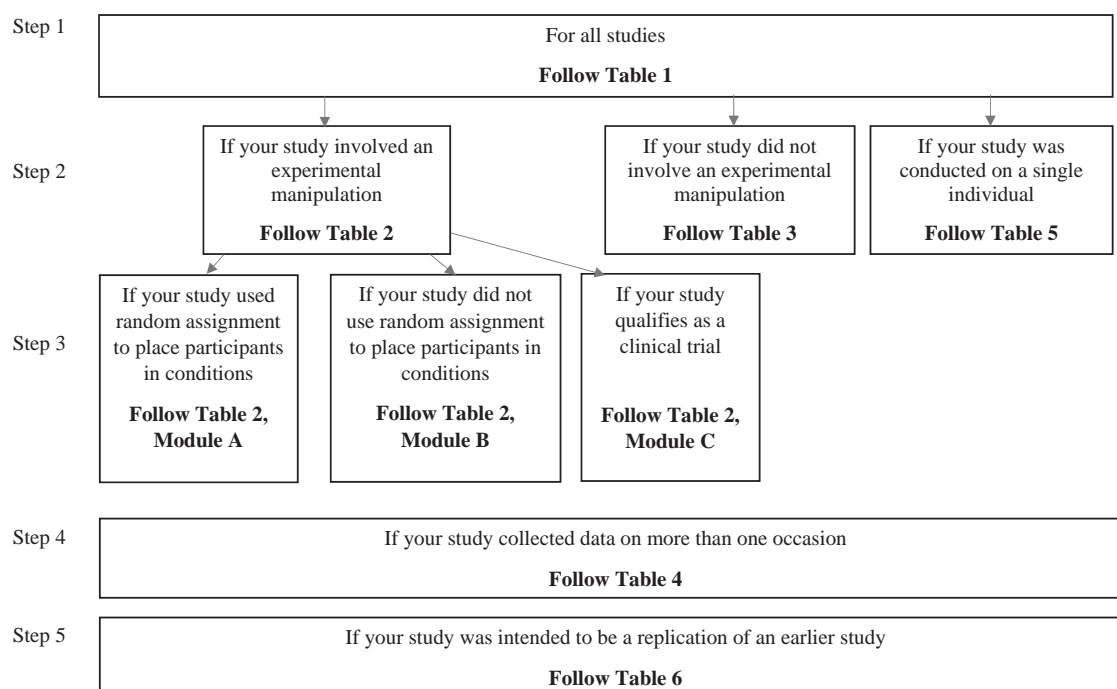 Step 1
For all studies
Follow Table 1
Step 2
If your study involved an
experimental
manipulation
Follow Table 2
If your study did not
involve an experimental
manipulation
Follow Table 3
If your study was
conducted on a single
individual
Follow Table 5
Step 3
If your study used
random assignment
to place participants
in conditions
Follow Table 2,
Module A
If your study did not
use random assignment
to place participants in
conditions
Follow Table 2,
Module B
If your study
qualifies as a
clinical trial
Follow Table 2,
Module C
Step 4
If your study collected data on more than one occasion
Follow Table 4
Step 5
If your study was intended to be a replication of an earlier study
Follow Table 6